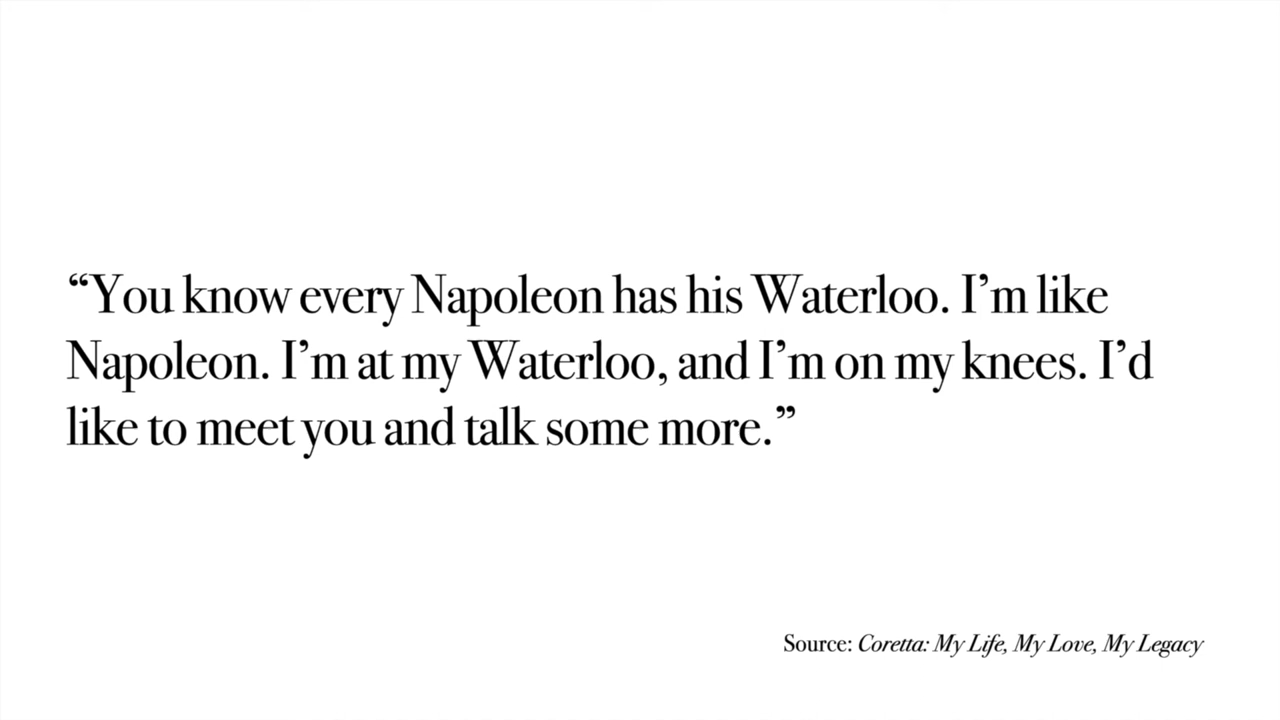 “You know every Napoleon has his Waterloo. I’m like
Napoleon. I’m at my Waterloo, and I’m on my knees. I’d
like to meet you and talk some more.”
Source: Coretta: My Life, My Love, My Legacy